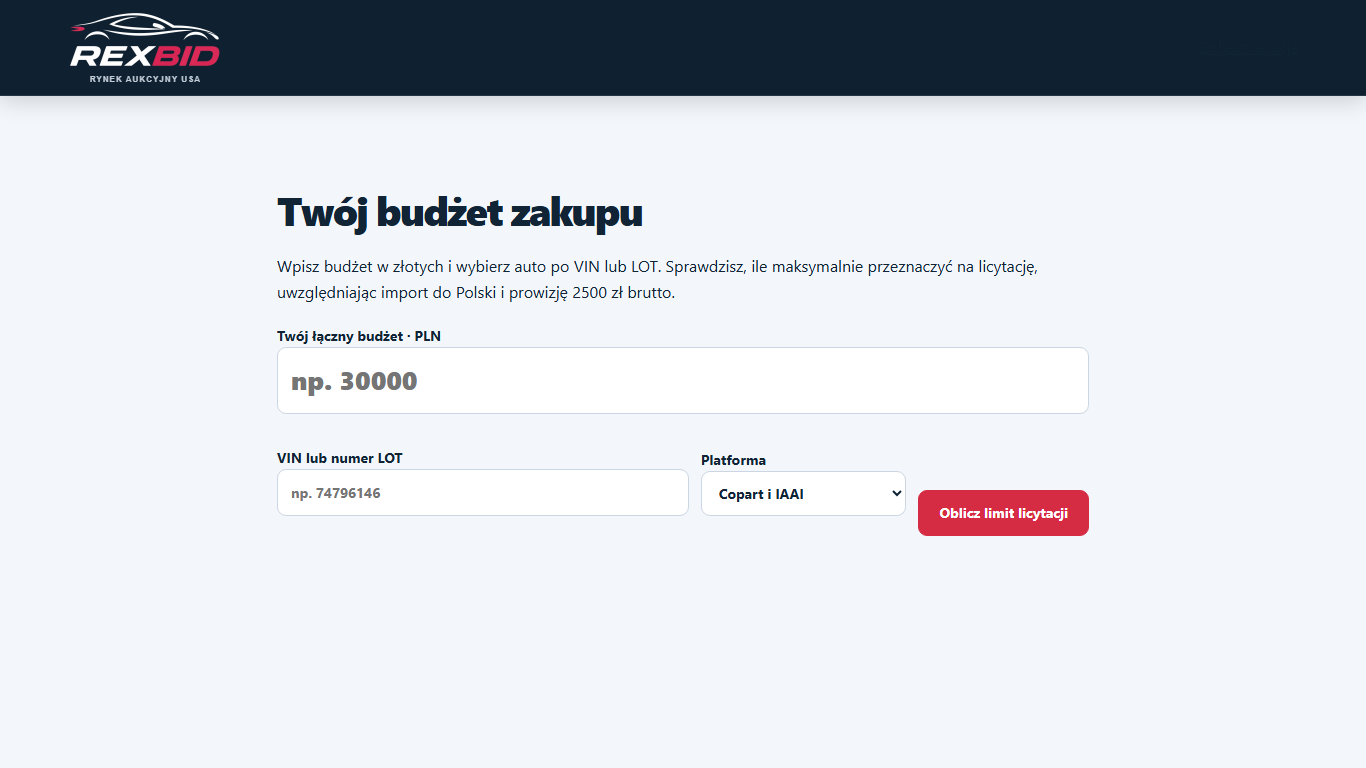 REXBID
RYNEK AUKCYJNY USA
Twój budżet zakupu
Wpisz budżet w złotych i wybierz auto po VIN lub LOT. Sprawdzisz, ile maksymalnie przeznaczyć na licytację,
uwzględniając import do Polski i prowizję 2500 zł brutto.
Twój łączny budżet · PLN
np. 30000
VIN lub numer LOT
np. 74796146
Platforma
Copart i IAAI
Oblicz limit licytacji